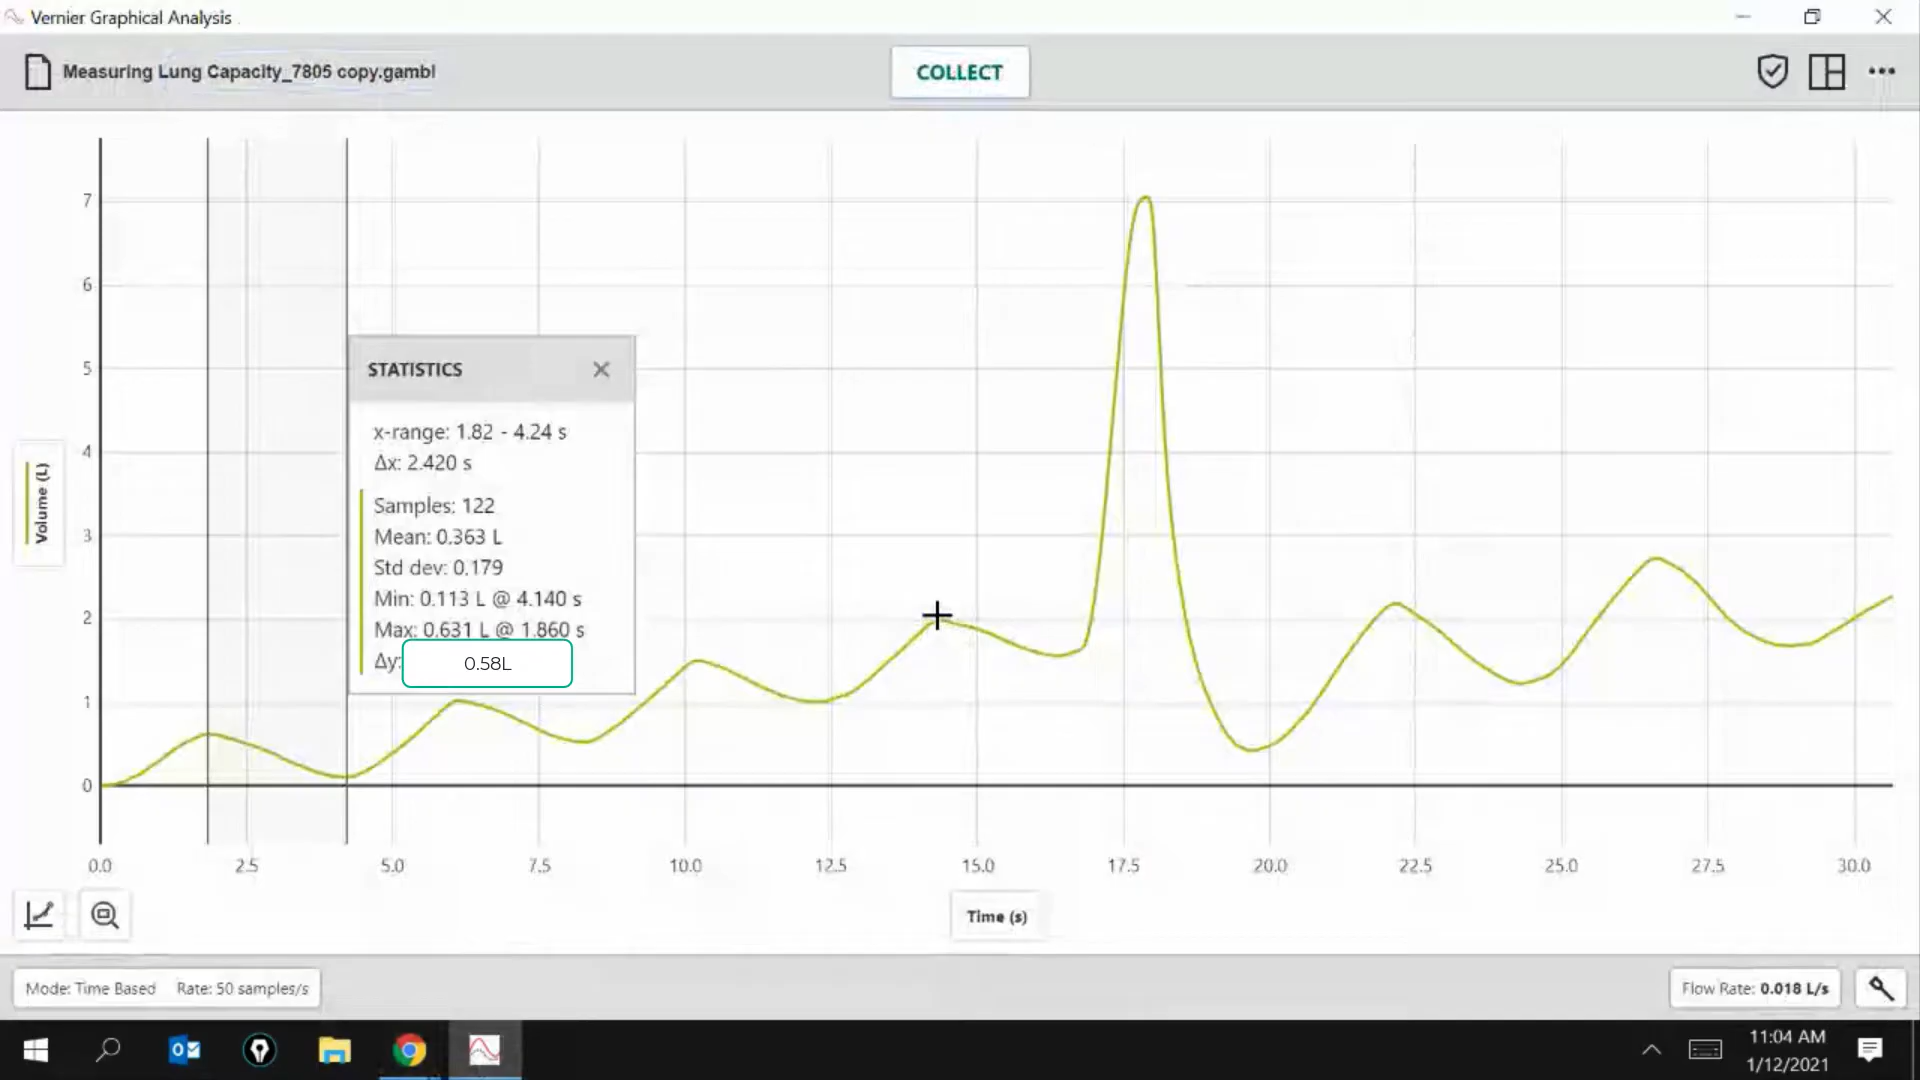 Vernier Graphical Analysis
Measuring Lung Capacity_7805 copy.gambl
COLLECT
7
6
5
4
3
2
1
0
Volume (L)
STATISTICS
x-range: 1.82 - 4.24 s
Δx: 2.420 s
Samples: 122
Mean: 0.363 L
Std dev: 0.179
Min: 0.113 L @ 4.140 s
Max: 0.631 L @ 1.860 s
Δy: 0.58L
0.0 2.5 5.0 7.5 10.0 12.5 15.0 17.5 20.0 22.5 25.0 27.5 30.0
Time (s)
Mode: Time Based Rate: 50 samples/s
Flow Rate: 0.018 L/s
11:04 AM
1/12/2021